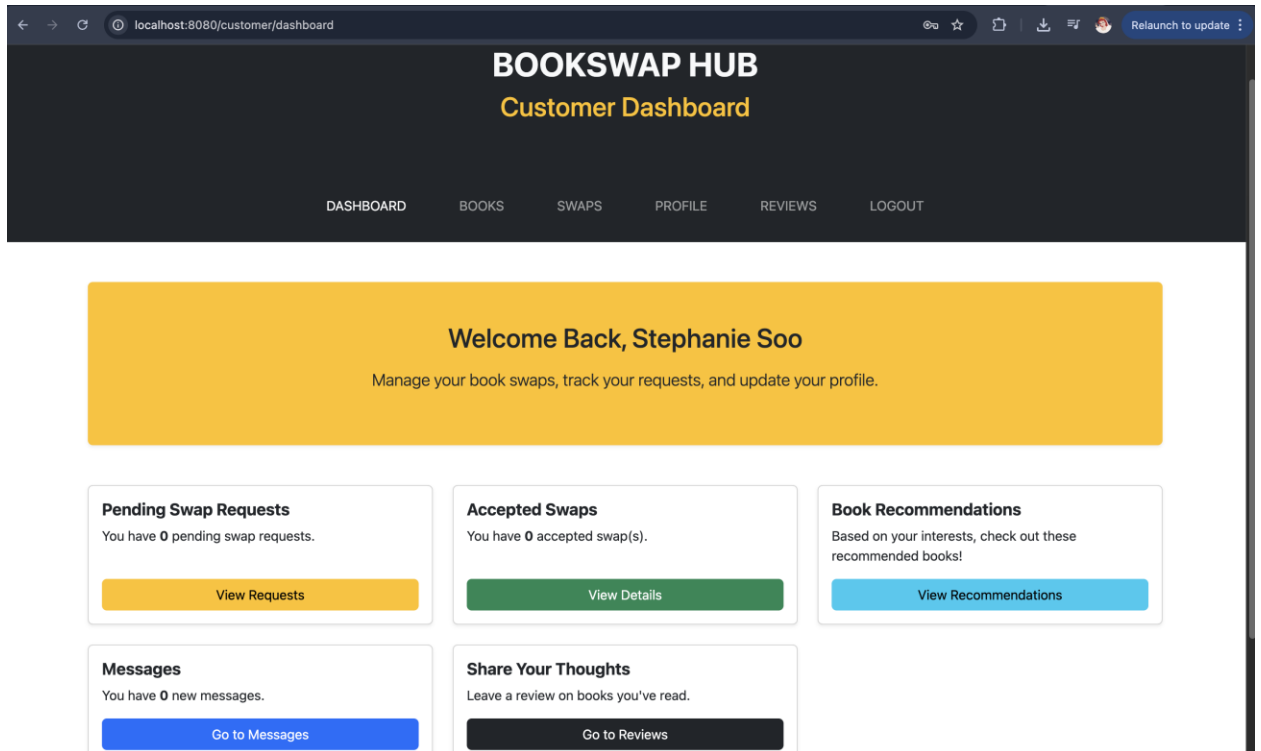 localhost:8080/customer/dashboard
Relaunch to update
BOOKSWAP HUB
Customer Dashboard
DASHBOARD BOOKS SWAPS PROFILE REVIEWS LOGOUT
Welcome Back, Stephanie Soo
Manage your book swaps, track your requests, and update your profile.
Pending Swap Requests
You have 0 pending swap requests.
View Requests
Accepted Swaps
You have 0 accepted swap(s).
View Details
Book Recommendations
Based on your interests, check out these
recommended books!
View Recommendations
Messages
You have 0 new messages.
Go to Messages
Share Your Thoughts
Leave a review on books you've read.
Go to Reviews